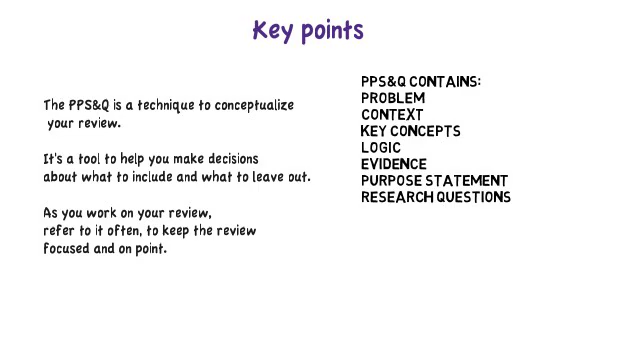 Key points
The PPS&Q is a technique to conceptualize
your review.
It's a tool to help you make decisions
about what to include and what to leave out.
As you work on your review,
refer to it often, to keep the review
focused and on point.
PPS&Q CONTAINS:
PROBLEM
CONTEXT
KEY CONCEPTS
LOGIC
EVIDENCE
PURPOSE STATEMENT
RESEARCH QUESTIONS